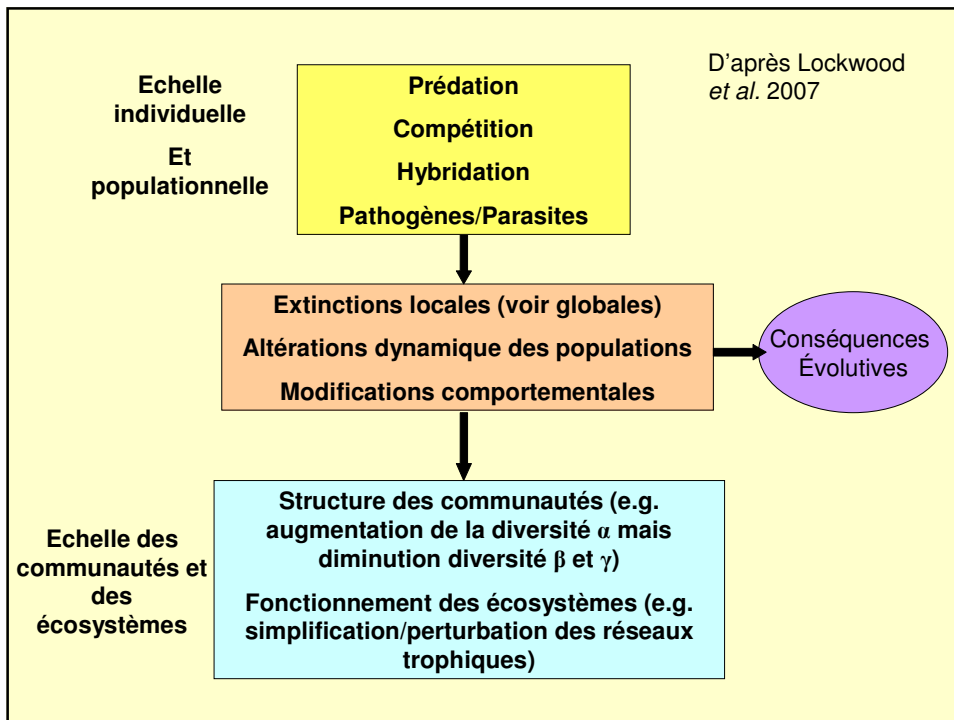 Echelle
individuelle
Et
populationnelle
Prédation
Compétition
Hybridation
Pathogènes/Parasites
D'après Lockwood
et al. 2007
Extinctions locales (voir globales)
Altérations dynamique des populations
Modifications comportementales
Conséquences
Évolutives
Echelle des
communautés et
des
écosystèmes
Structure des communautés (e.g.
augmentation de la diversité α mais
diminution diversité β et γ)
Fonctionnement des écosystèmes (e.g.
simplification/perturbation des réseaux
trophiques)